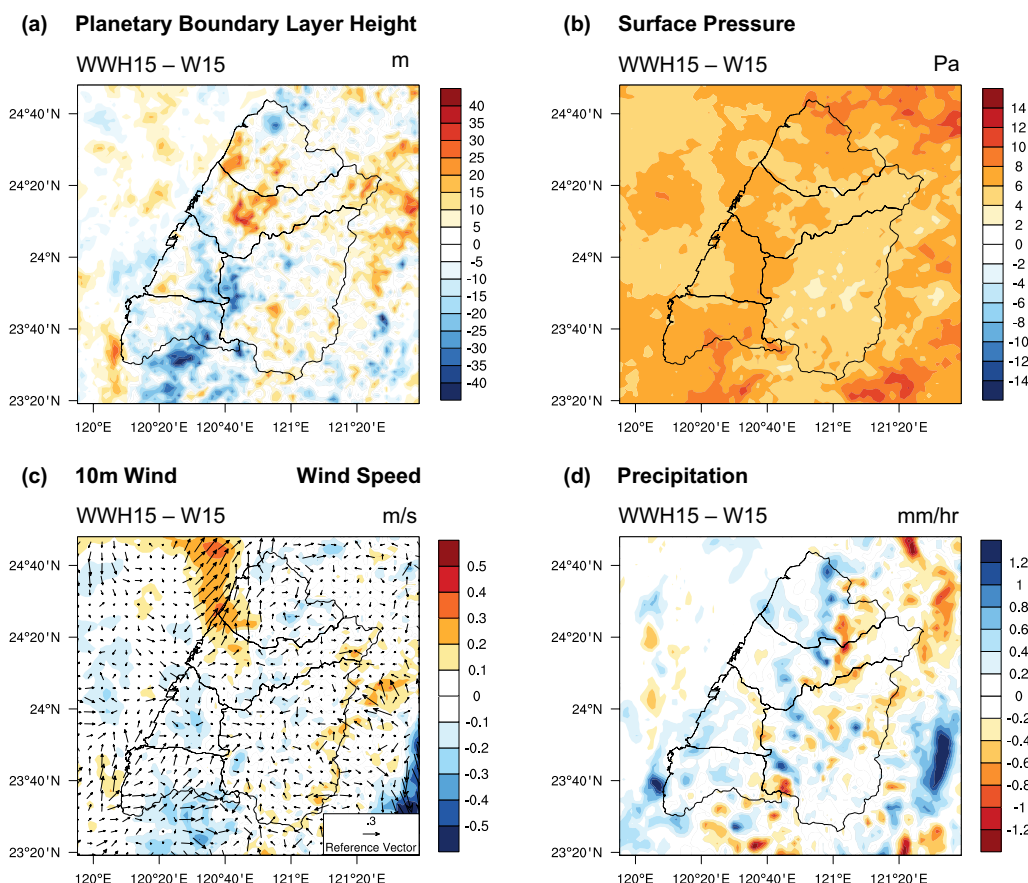 (a) Planetary Boundary Layer Height
WWH15 – W15 m
24°40'N
24°20'N
24°N
23°40'N
23°20'N
120°E 120°20'E 120°40'E 121°E 121°20'E
40
35
30
25
20
15
10
5
0
-5
-10
-15
-20
-25
-30
-35
-40
(b) Surface Pressure
WWH15 – W15 Pa
24°40'N
24°20'N
24°N
23°40'N
23°20'N
120°E 120°20'E 120°40'E 121°E 121°20'E
14
12
10
8
6
4
2
0
-2
-4
-6
-8
-10
-12
-14
(c) 10m Wind Wind Speed
WWH15 – W15 m/s
24°40'N
24°20'N
24°N
23°40'N
23°20'N
120°E 120°20'E 120°40'E 121°E 121°20'E
.3
Reference Vector
0.5
0.4
0.3
0.2
0.1
0
-0.1
-0.2
-0.3
-0.4
-0.5
(d) Precipitation
WWH15 – W15 mm/hr
24°40'N
24°20'N
24°N
23°40'N
23°20'N
120°E 120°20'E 120°40'E 121°E 121°20'E
1.2
1
0.8
0.6
0.4
0.2
0
-0.2
-0.4
-0.6
-0.8
-1
-1.2